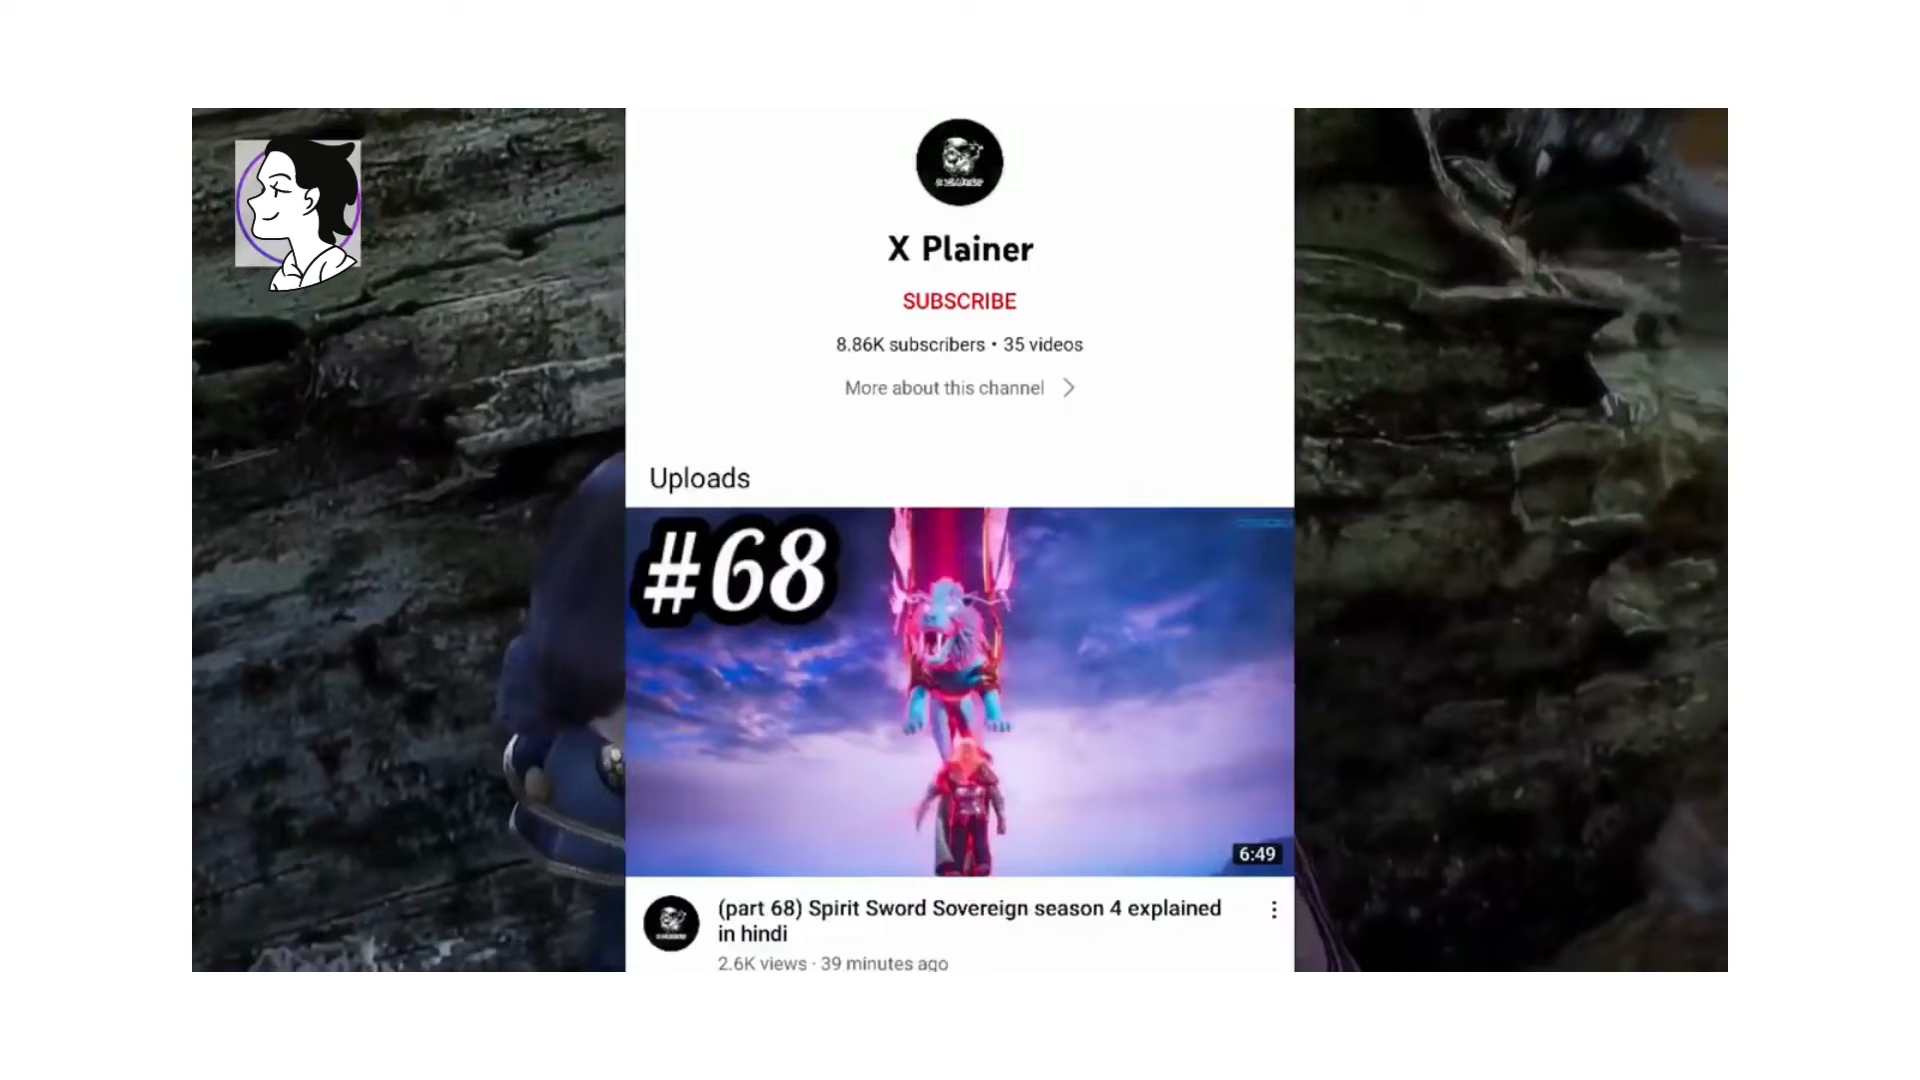 X Plainer
SUBSCRIBE
8.86K subscribers • 35 videos
More about this channel
Uploads
#68
6:49
(part 68) Spirit Sword Sovereign season 4 explained
in hindi
2.6K views · 39 minutes ago